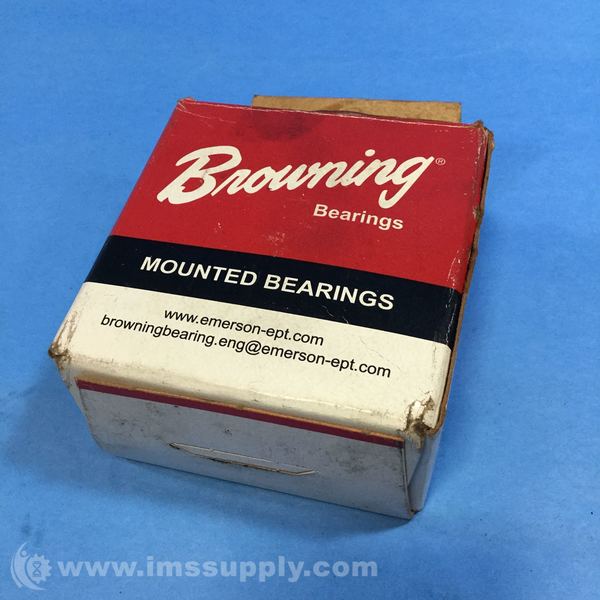 Browning®
Bearings
MOUNTED BEARINGS
www.emerson-ept.com
browningbearing.eng@emerson-ept.com
www.imssupply.com